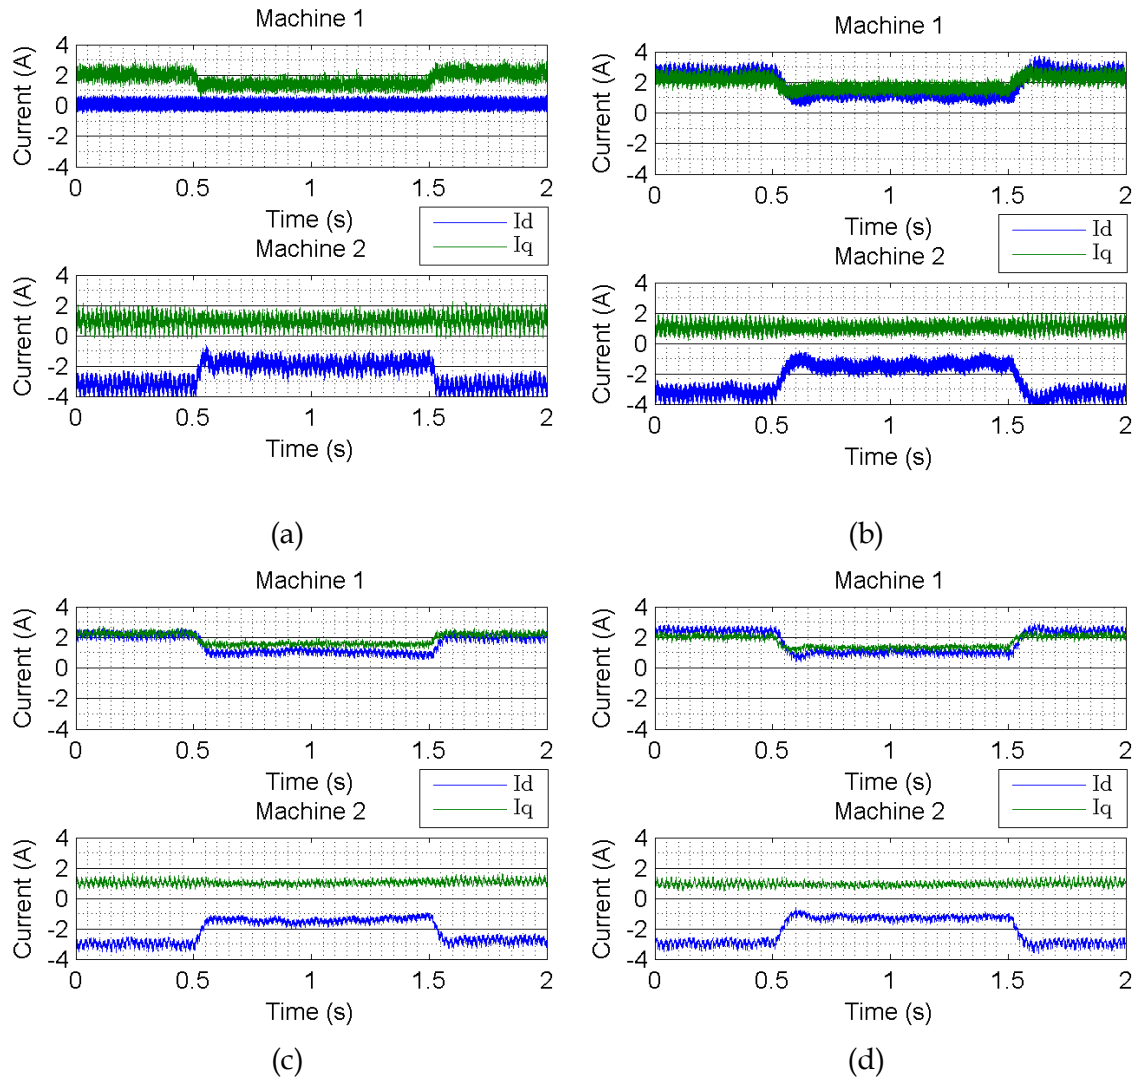 Machine 1
Current (A)
4
2
0
-2
-4
0 0.5 1 1.5 2
Time (s)
Id
Iq
Machine 2
Current (A)
4
2
0
-2
-4
0 0.5 1 1.5 2
Time (s)
(a)
Machine 1
Current (A)
4
2
0
-2
-4
0 0.5 1 1.5 2
Time (s)
Id
Iq
Machine 2
Current (A)
4
2
0
-2
-4
0 0.5 1 1.5 2
Time (s)
(b)
Machine 1
Current (A)
4
2
0
-2
-4
0 0.5 1 1.5 2
Time (s)
Id
Iq
Machine 2
Current (A)
4
2
0
-2
-4
0 0.5 1 1.5 2
Time (s)
(c)
Machine 1
Current (A)
4
2
0
-2
-4
0 0.5 1 1.5 2
Time (s)
Id
Iq
Machine 2
Current (A)
4
2
0
-2
-4
0 0.5 1 1.5 2
Time (s)
(d)